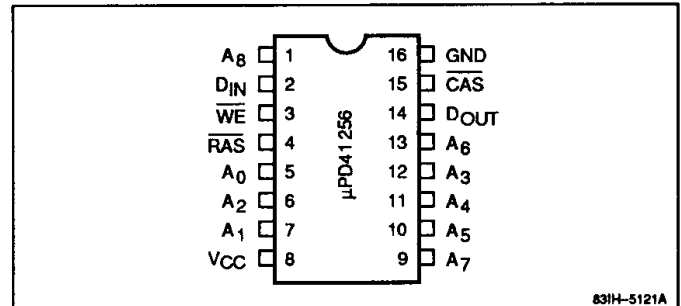 A8 1 16 GND
DIN 2 15 CAS
WE 3 14 DOUT
RAS 4 13 A6
A0 5 12 A3
A2 6 11 A4
A1 7 10 A5
VCC 8 9 A7
µPD41256
83IH-5121A